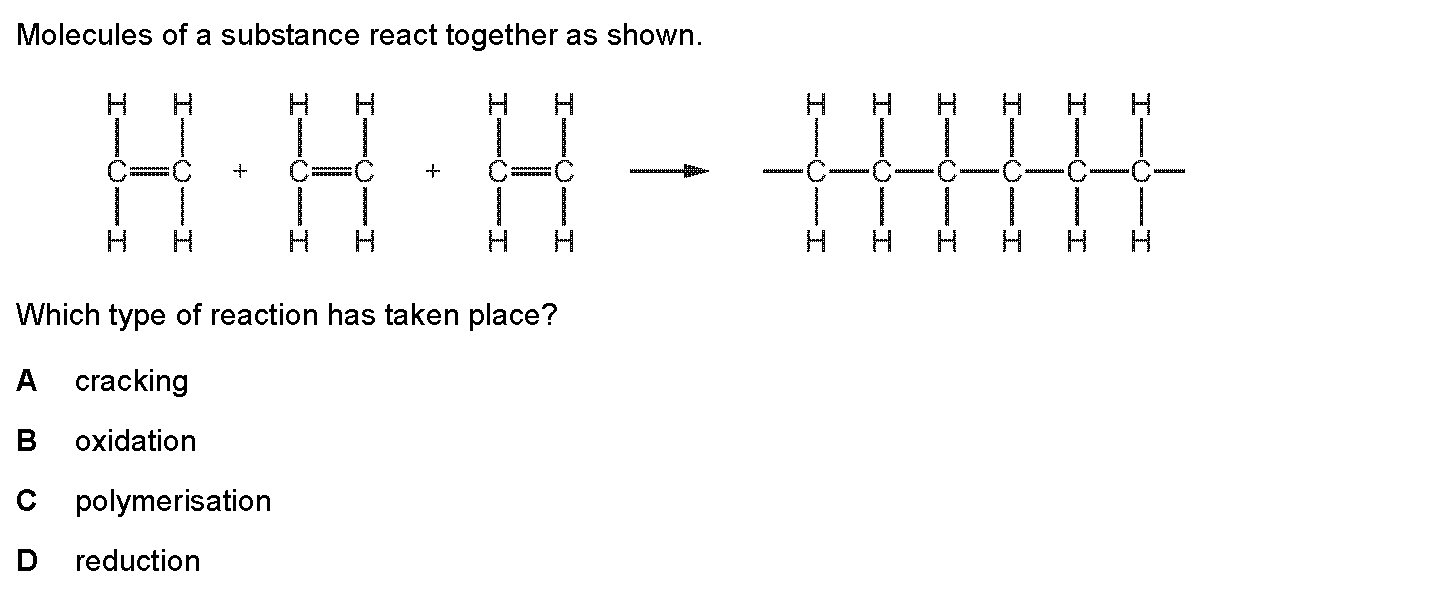 Molecules of a substance react together as shown.
H H H H H H H H H H H H
C C + C C + C C C C C C C C
H H H H H H H H H H H H
Which type of reaction has taken place?
A cracking
B oxidation
C polymerisation
D reduction